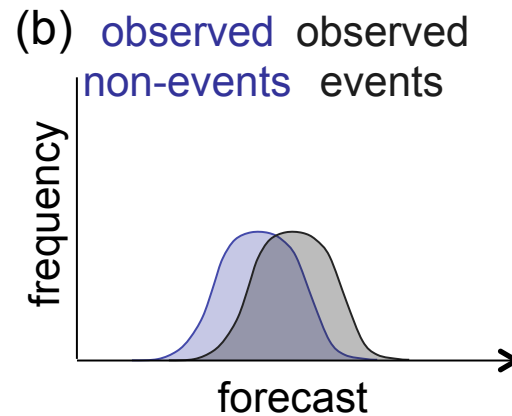 (b) observed observed
non-events events
frequency
forecast